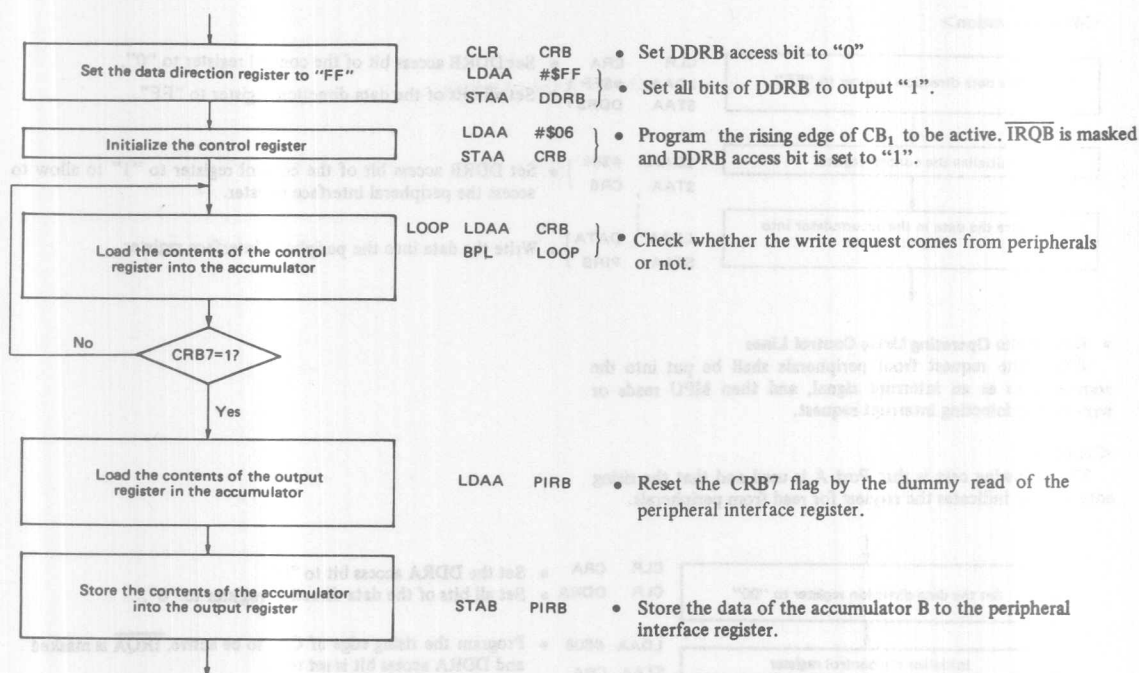 Set the data direction register to "FF"
CLR CRB • Set DDRB access bit to "0"
LDAA #$FF
STAA DDRB • Set all bits of DDRB to output "1".
Initialize the control register
LDAA #$06 • Program the rising edge of CB1 to be active. IRQB is masked
STAA CRB and DDRB access bit is set to "1".
Load the contents of the control
register into the accumulator
LOOP LDAA CRB • Check whether the write request comes from peripherals
BPL LOOP or not.
No
CRB7=1?
Yes
Load the contents of the output
register in the accumulator
LDAA PIRB • Reset the CRB7 flag by the dummy read of the
peripheral interface register.
Store the contents of the accumulator
into the output register
STAB PIRB • Store the data of the accumulator B to the peripheral
interface register.